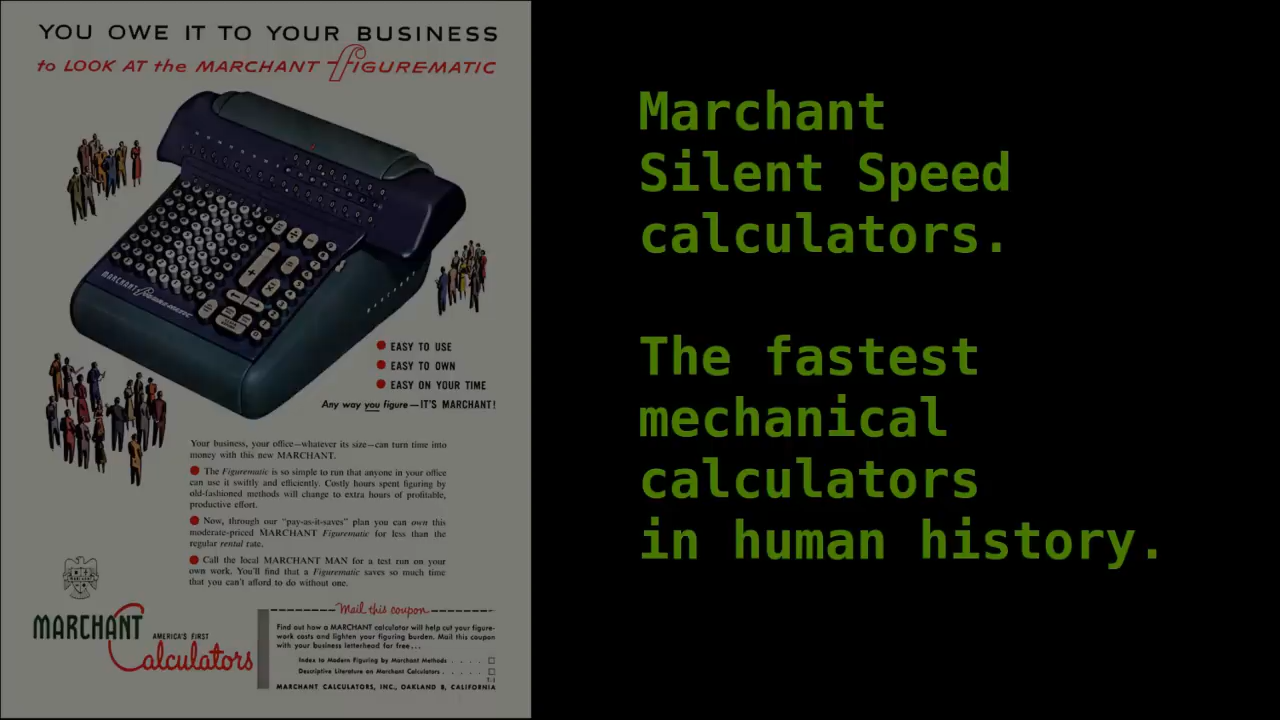 YOU OWE IT TO YOUR BUSINESS
to LOOK AT the MARCHANT FIGUREMATIC
MARCHANT Figure-MATIC
EASY TO USE
EASY TO OWN
EASY ON YOUR TIME
Any way you figure—IT'S MARCHANT!
Your business, your office—whatever its size—can turn time into
money with this new MARCHANT.
The Figurematic is so simple to run that anyone in your office
can use it swiftly and efficiently. Costly hours spent figuring by
old-fashioned methods will change to extra hours of profitable,
productive effort.
Now, through our "pay-as-it-saves" plan you can own this
moderate-priced MARCHANT Figurematic for less than the
regular rental rate.
Call the local MARCHANT MAN for a test run on your
own work. You'll find that a Figurematic saves so much time
that you can't afford to do without one.
MARCHANT
MARCHANT
AMERICA'S FIRST
Calculators
Mail this coupon
Find out how a MARCHANT calculator will help cut your figure-
work costs and lighten your figuring burden. Mail this coupon
with your business letterhead for free...
Index to Modern Figuring by Marchant Methods . . . .
Descriptive Literature on Marchant Calculators . . . . .
T-3
MARCHANT CALCULATORS, INC., OAKLAND 8, CALIFORNIA
Marchant
Silent Speed
calculators.
The fastest
mechanical
calculators
in human history.